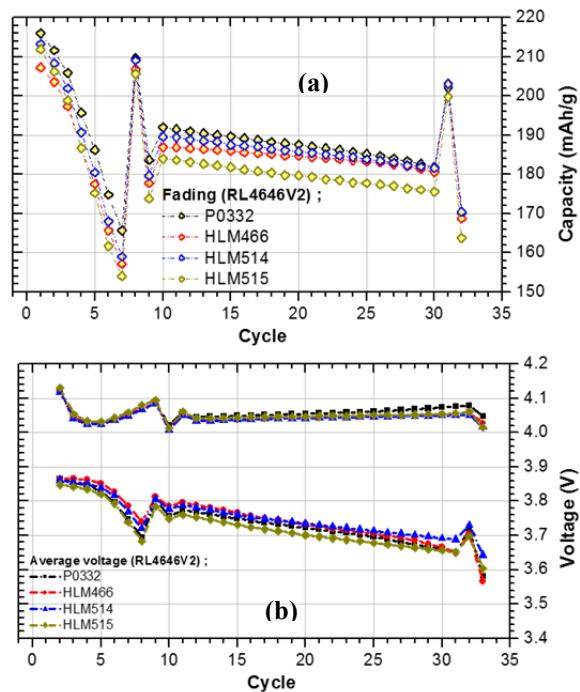 220
210
(a)
200
190
180
Fading (RL4646V2) ;
P0332
170
HLM466
HLM514
160
HLM515
150
0 5 10 15 20 25 30 35
Cycle
Capacity (mAh/g)
4.2
4.1
4.0
3.9
3.8
3.7
Average voltage (RL4646V2) ;
P0332
3.6
HLM466
HLM514
(b)
3.5
HLM515
3.4
0 5 10 15 20 25 30 35
Cycle
Voltage (V)